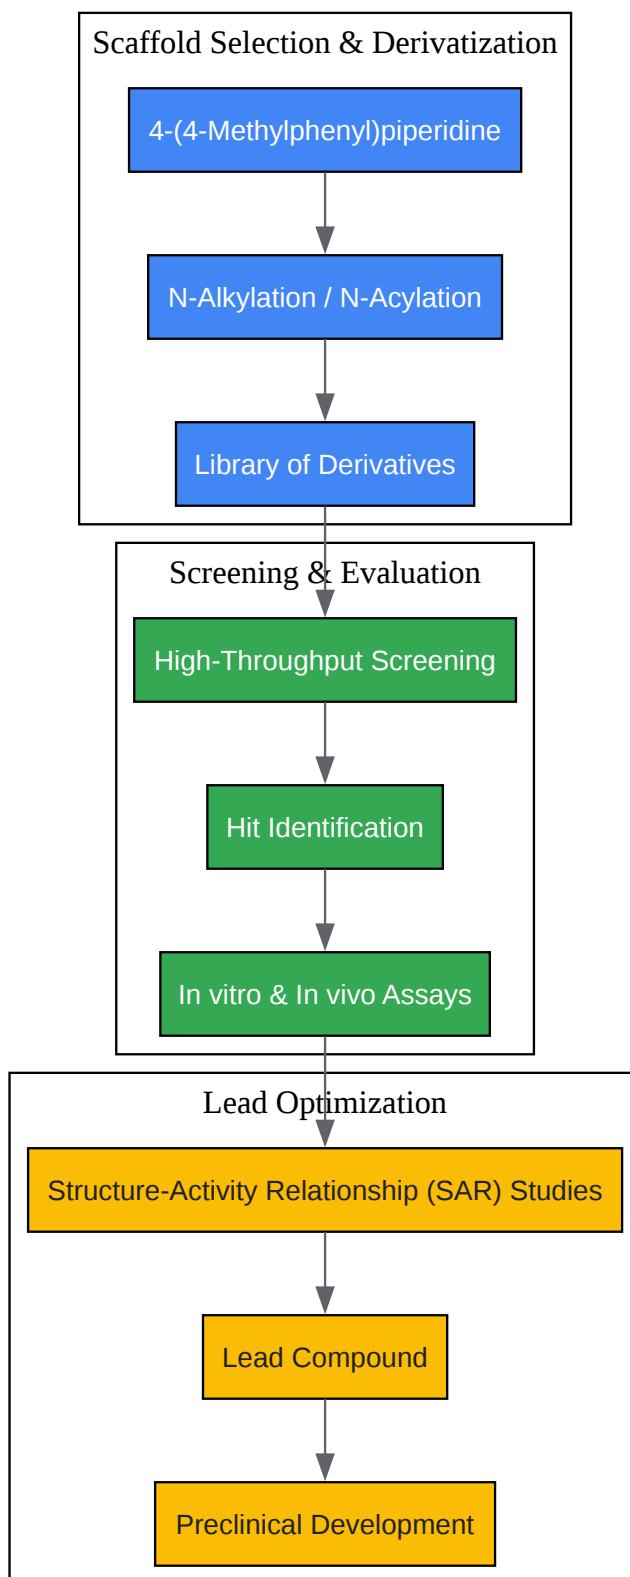 Scaffold Selection & Derivatization
4-(4-Methylphenyl)piperidine
N-Alkylation / N-Acylation
Library of Derivatives
Screening & Evaluation
High-Throughput Screening
Hit Identification
In vitro & In vivo Assays
Lead Optimization
Structure-Activity Relationship (SAR) Studies
Lead Compound
Preclinical Development